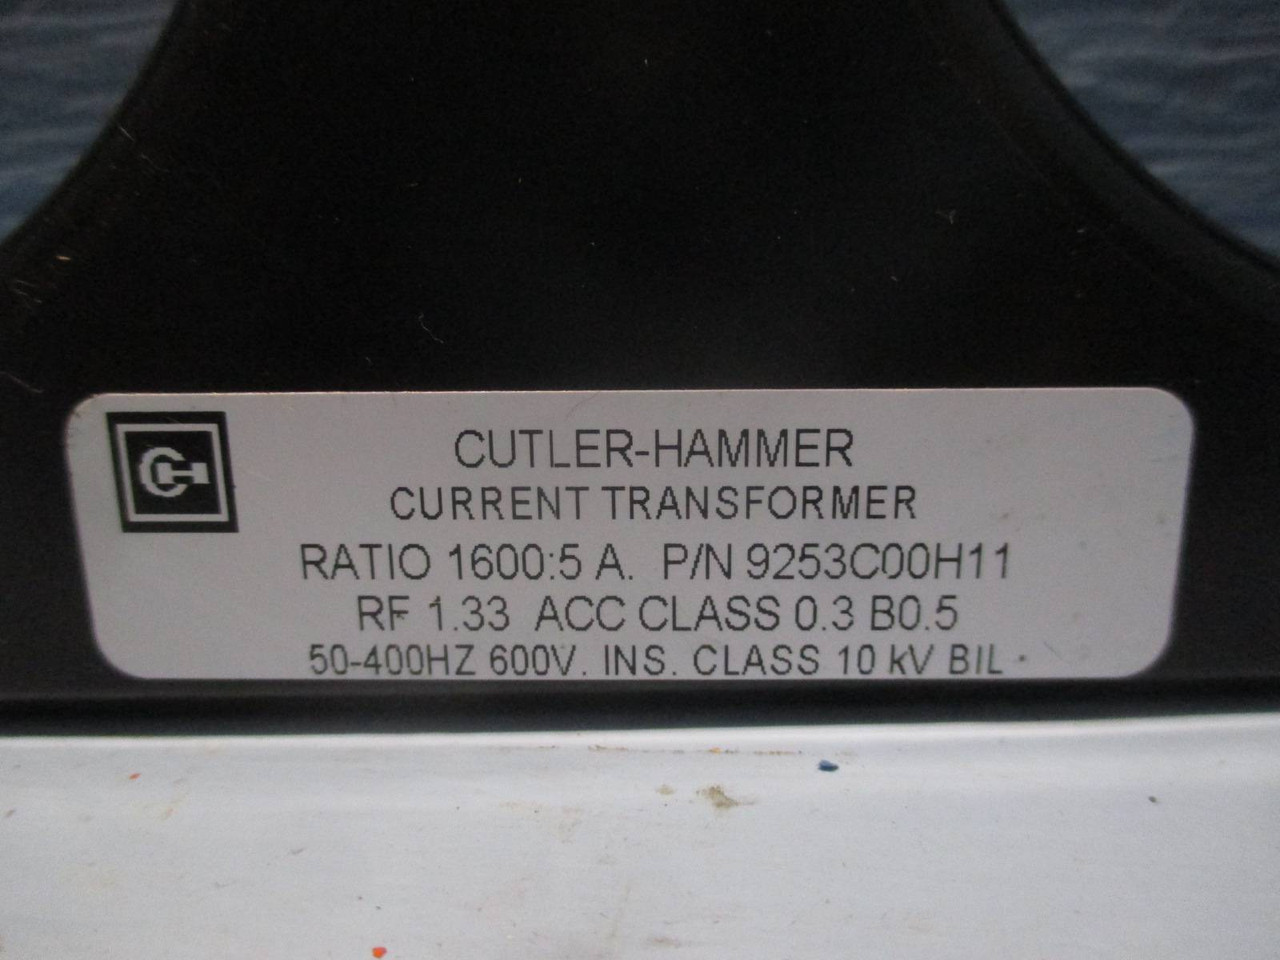 CH
CUTLER-HAMMER
CURRENT TRANSFORMER
RATIO 1600:5 A. P/N 9253C00H11
RF 1.33 ACC CLASS 0.3 B0.5
50-400HZ 600V. INS. CLASS 10 kV BIL